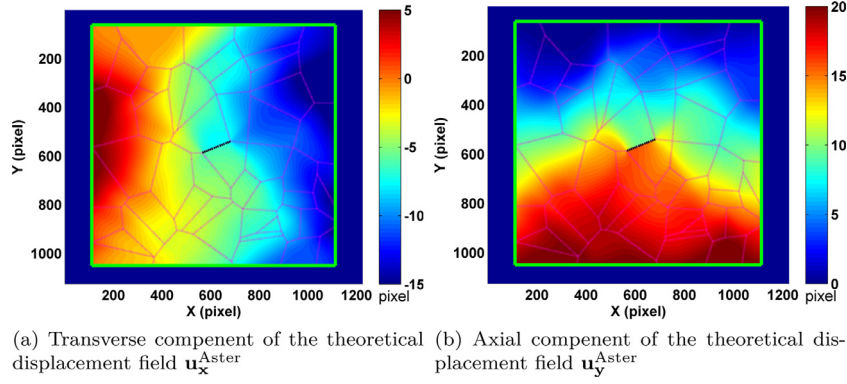 5
0
-5
-10
-15
pixel
200
400
600
800
1000
Y (pixel)
200 400 600 800 1000 1200
X (pixel)
20
15
10
5
0
pixel
200
400
600
800
1000
Y (pixel)
200 400 600 800 1000 1200
X (pixel)
(a) Transverse compenent of the theoretical
displacement field u_x^Aster
(b) Axial compenent of the theoretical dis-
placement field u_y^Aster